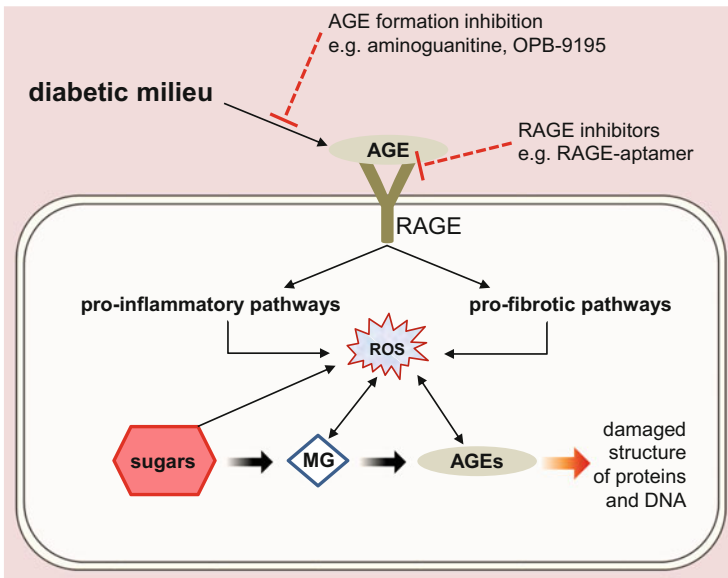 AGE formation inhibition
e.g. aminoguanitine, OPB-9195
diabetic milieu
RAGE inhibitors
e.g. RAGE-aptamer
AGE
RAGE
pro-inflammatory pathways
pro-fibrotic pathways
ROS
sugars
MG
AGEs
damaged
structure
of proteins
and DNA